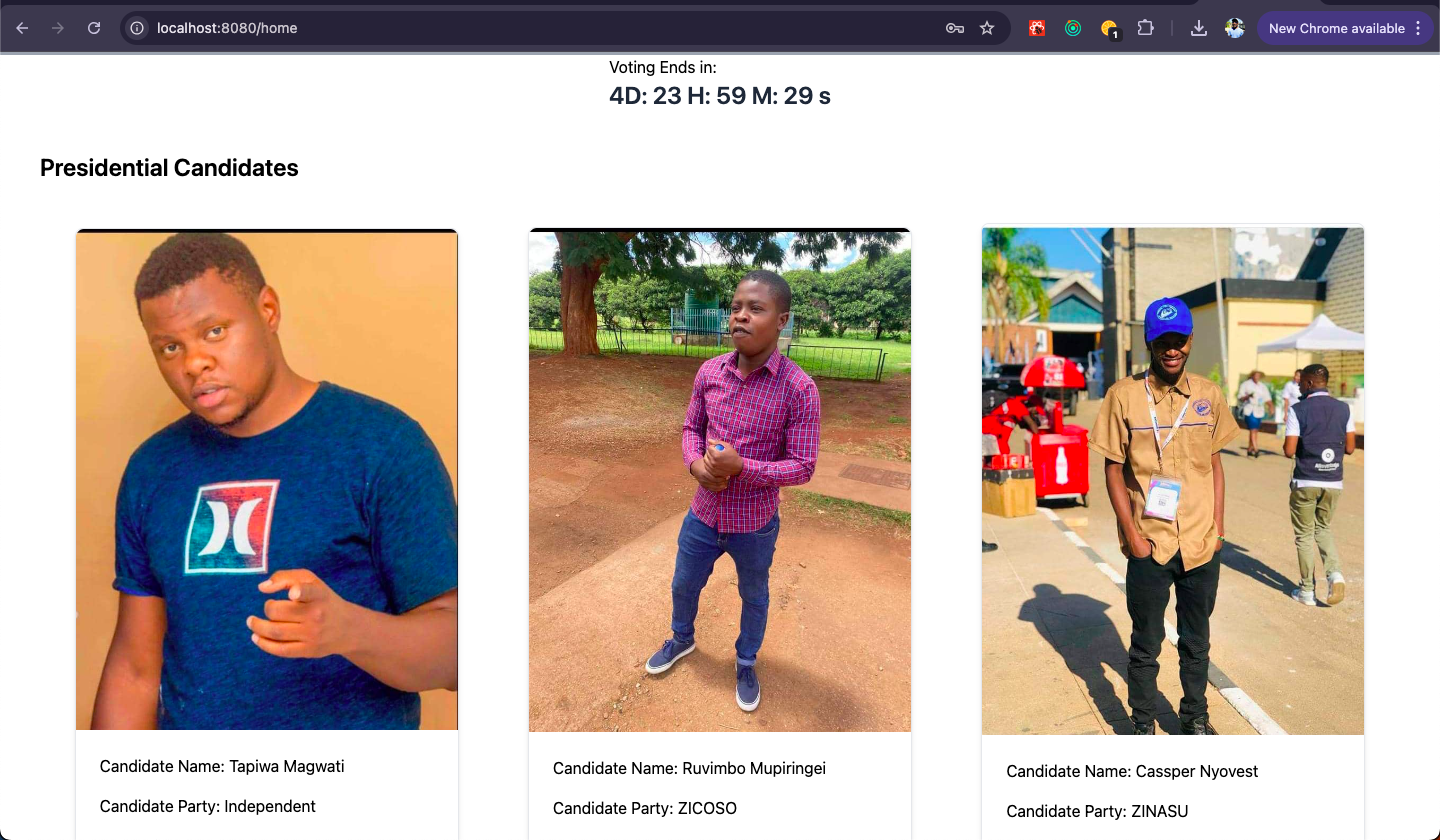 localhost:8080/home
1
New Chrome available
Voting Ends in:
4D: 23 H: 59 M: 29 s
Presidential Candidates
Candidate Name: Tapiwa Magwati
Candidate Party: Independent
Candidate Name: Ruvimbo Mupiringei
Candidate Party: ZICOSO
Candidate Name: Cassper Nyovest
Candidate Party: ZINASU